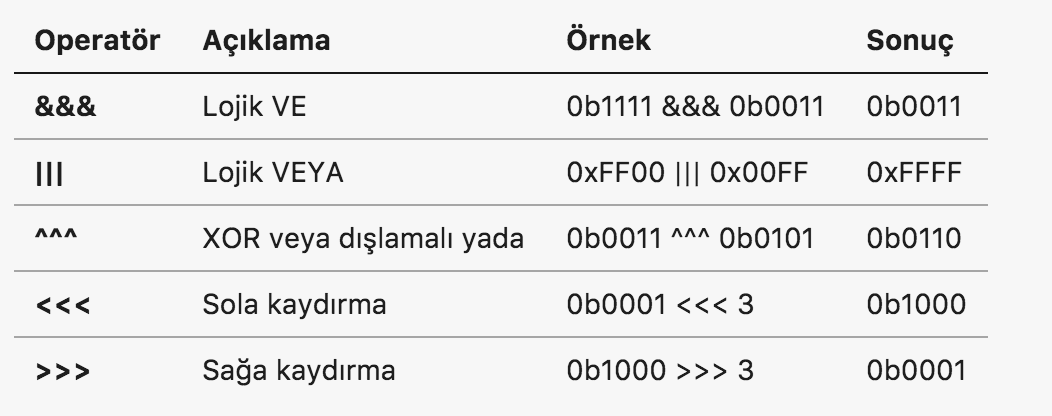 Operatör Açıklama Örnek Sonuç
&&& Lojik VE 0b1111 &&& 0b0011 0b0011
||| Lojik VEYA 0xFF00 ||| 0x00FF 0xFFFF
^^^ XOR veya dışlamalı yada 0b0011 ^^^ 0b0101 0b0110
<<< Sola kaydırma 0b0001 <<< 3 0b1000
>>> Sağa kaydırma 0b1000 >>> 3 0b0001